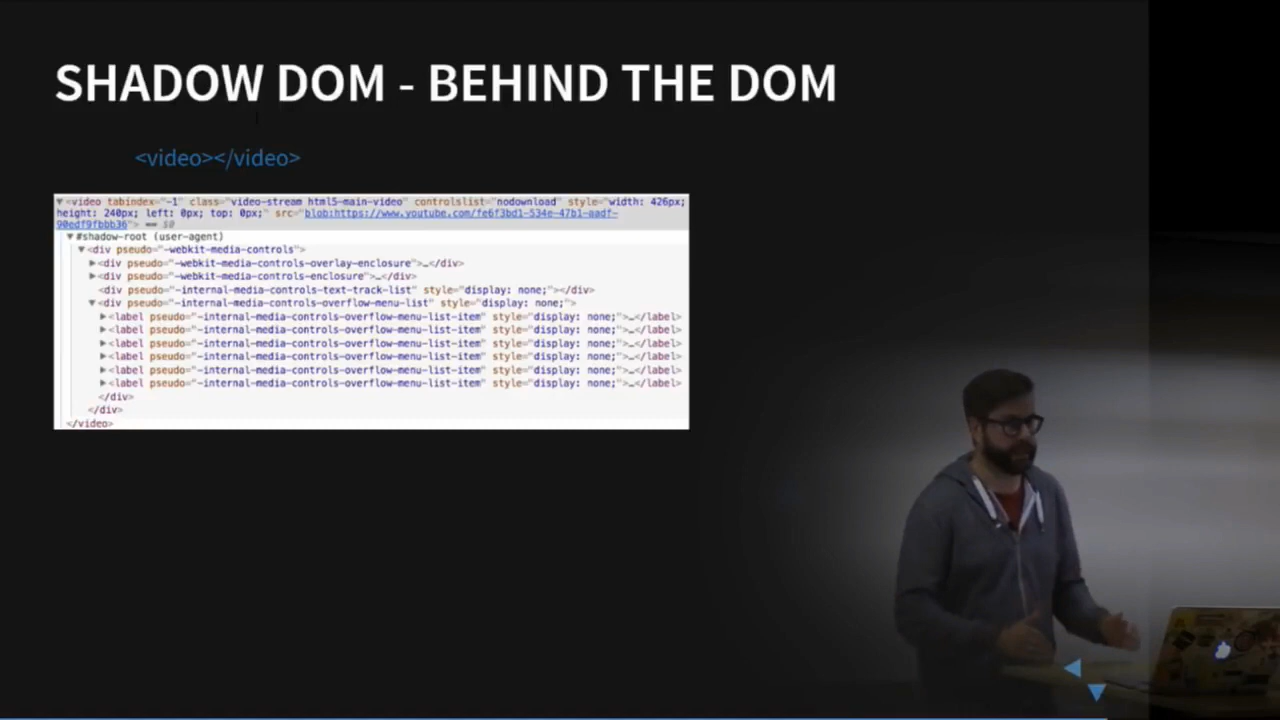 SHADOW DOM - BEHIND THE DOM
<video></video>
▼<video tabindex="-1" class="video-stream html5-main-video" controlslist="nodownload" style="width: 426px;
height: 240px; left: 0px; top: 0px;" src="blob:https://www.youtube.com/fe6f3bd1-534e-47b1-aadf-
90edf9fbbb36"> == $0
▼#shadow-root (user-agent)
▼<div pseudo="-webkit-media-controls">
▶<div pseudo="-webkit-media-controls-overlay-enclosure">…</div>
▶<div pseudo="-webkit-media-controls-enclosure">…</div>
<div pseudo="-internal-media-controls-text-track-list" style="display: none;"></div>
▼<div pseudo="-internal-media-controls-overflow-menu-list" style="display: none;">
▶<label pseudo="-internal-media-controls-overflow-menu-list-item" style="display: none;">…</label>
▶<label pseudo="-internal-media-controls-overflow-menu-list-item" style="display: none;">…</label>
▶<label pseudo="-internal-media-controls-overflow-menu-list-item" style="display: none;">…</label>
▶<label pseudo="-internal-media-controls-overflow-menu-list-item" style="display: none;">…</label>
▶<label pseudo="-internal-media-controls-overflow-menu-list-item" style="display: none;">…</label>
▶<label pseudo="-internal-media-controls-overflow-menu-list-item" style="display: none;">…</label>
</div>
</div>
</video>